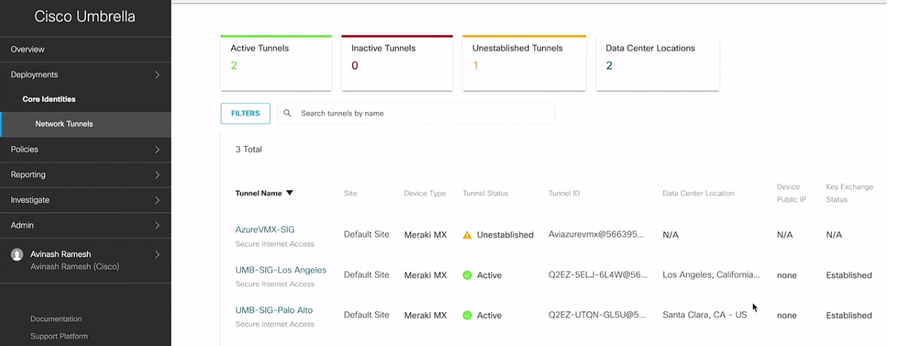 Cisco Umbrella
Overview
Deployments
Core Identities
Network Tunnels
Policies
Reporting
Investigate
Admin
Avinash Ramesh
Avinash Ramesh (Cisco)
Documentation
Support Platform
Active Tunnels
2
Inactive Tunnels
0
Unestablished Tunnels
1
Data Center Locations
2
FILTERS
Search tunnels by name
3 Total
Tunnel Name Site Device Type Tunnel Status Tunnel ID Data Center Location Device Public IP Key Exchange Status
AzureVMX-SIG Default Site Meraki MX Unestablished Aviazurevmx@566395... N/A N/A N/A
Secure Internet Access
UMB-SIG-Los Angeles Default Site Meraki MX Active Q2EZ-5ELJ-6L4W@56... Los Angeles, California... none Established
Secure Internet Access
UMB-SIG-Palo Alto Default Site Meraki MX Active Q2EZ-UTQN-GL5U@5... Santa Clara, CA - US none Established
Secure Internet Access